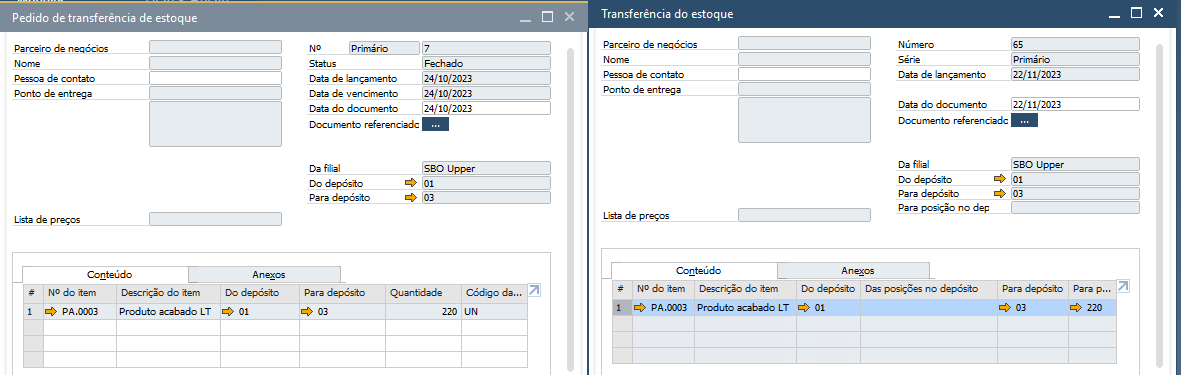 Pedido de transferência de estoque
Parceiro de negócios
Nome
Pessoa de contato
Ponto de entrega
Nº Primário 7
Status Fechado
Data de lançamento 24/10/2023
Data de vencimento 24/10/2023
Data do documento 24/10/2023
Documento referenciado ...
Da filial SBO Upper
Do depósito 01
Para depósito 03
Lista de preços
Conteúdo Anexos
# Nº do item Descrição do item Do depósito Para depósito Quantidade Código da...
1 PA.0003 Produto acabado LT 01 03 220 UN
Transferência do estoque
Parceiro de negócios
Nome
Pessoa de contato
Ponto de entrega
Número 65
Série Primário
Data de lançamento 22/11/2023
Data do documento 22/11/2023
Documento referenciado ...
Da filial SBO Upper
Do depósito 01
Para depósito 03
Para posição no dep
Lista de preços
Conteúdo Anexos
# Nº do item Descrição do item Do depósito Das posições no depósito Para depósito Para p...
1 PA.0003 Produto acabado LT 01 03 220